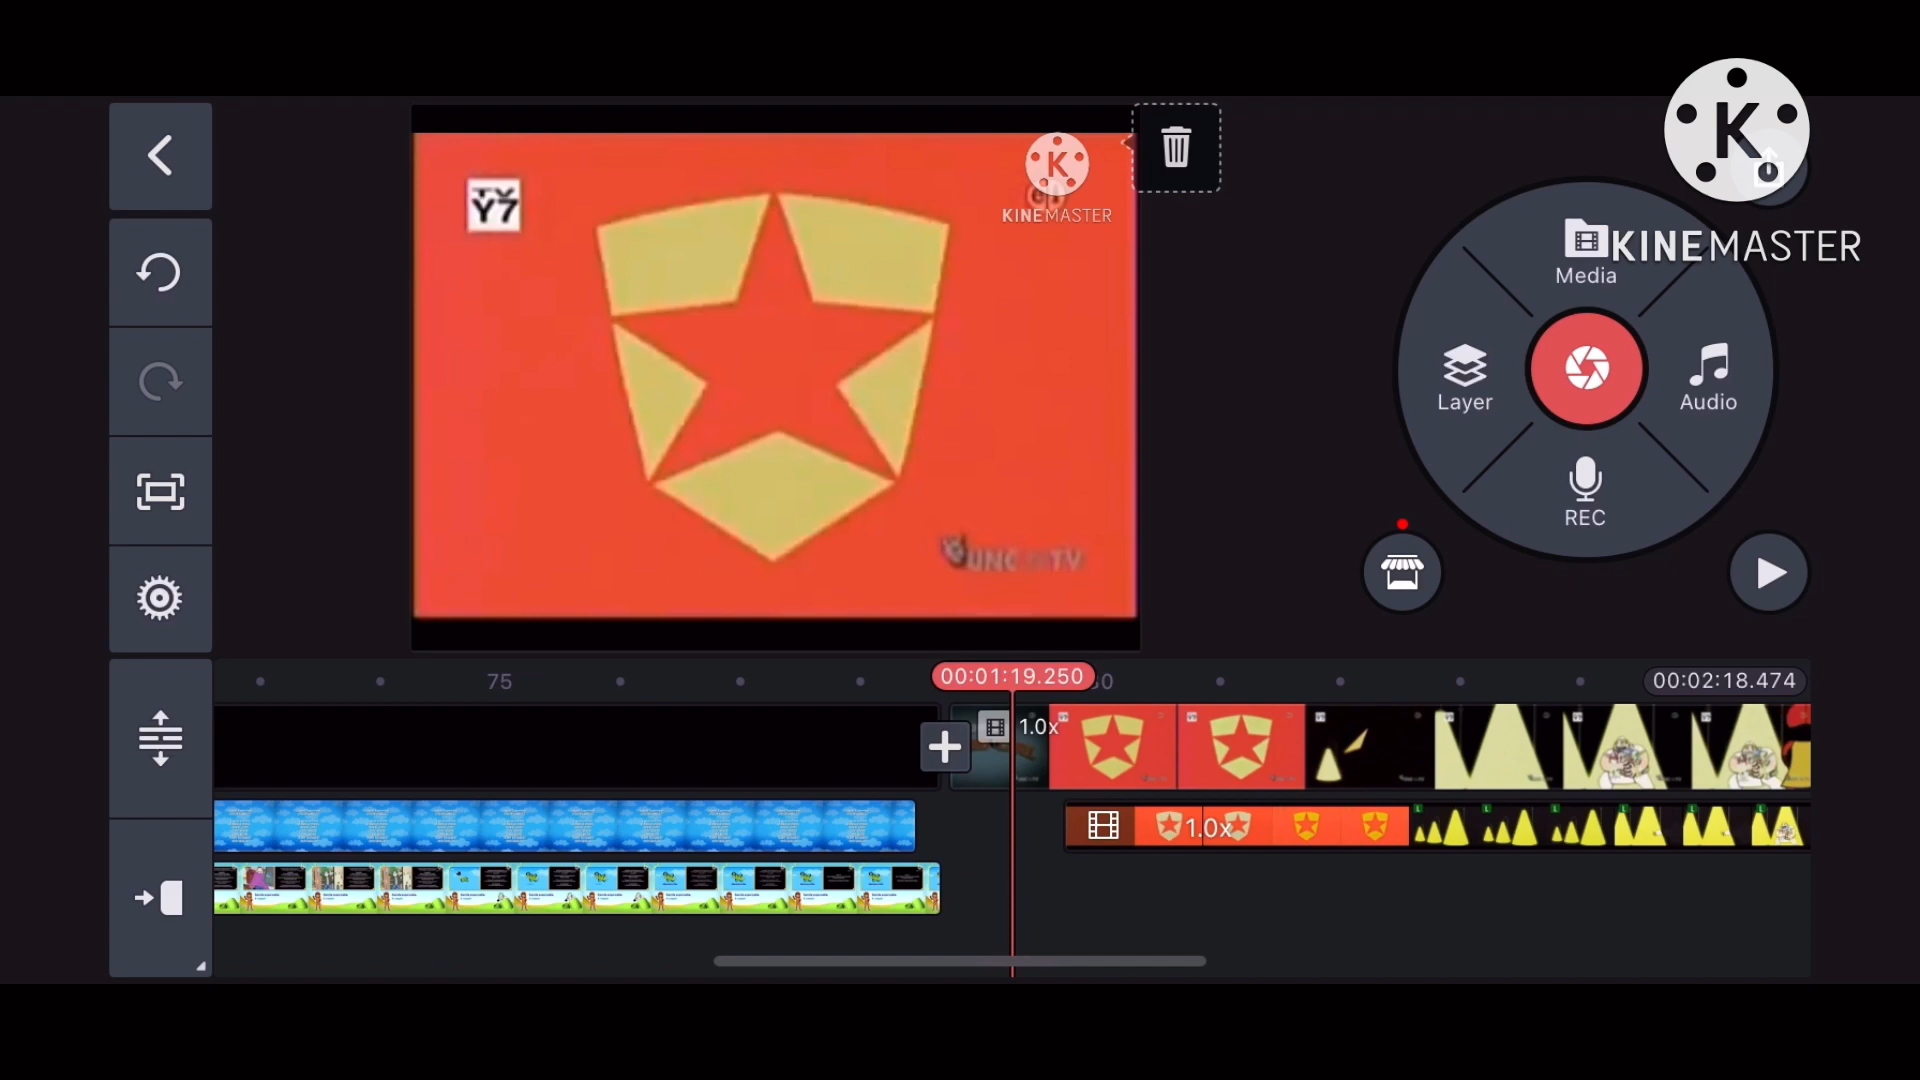 TV
Y7
KINEMASTER
K
KINEMASTER
Media
Layer
Audio
REC
75
00:01:19.250
00:02:18.474
1.0x
1.0x